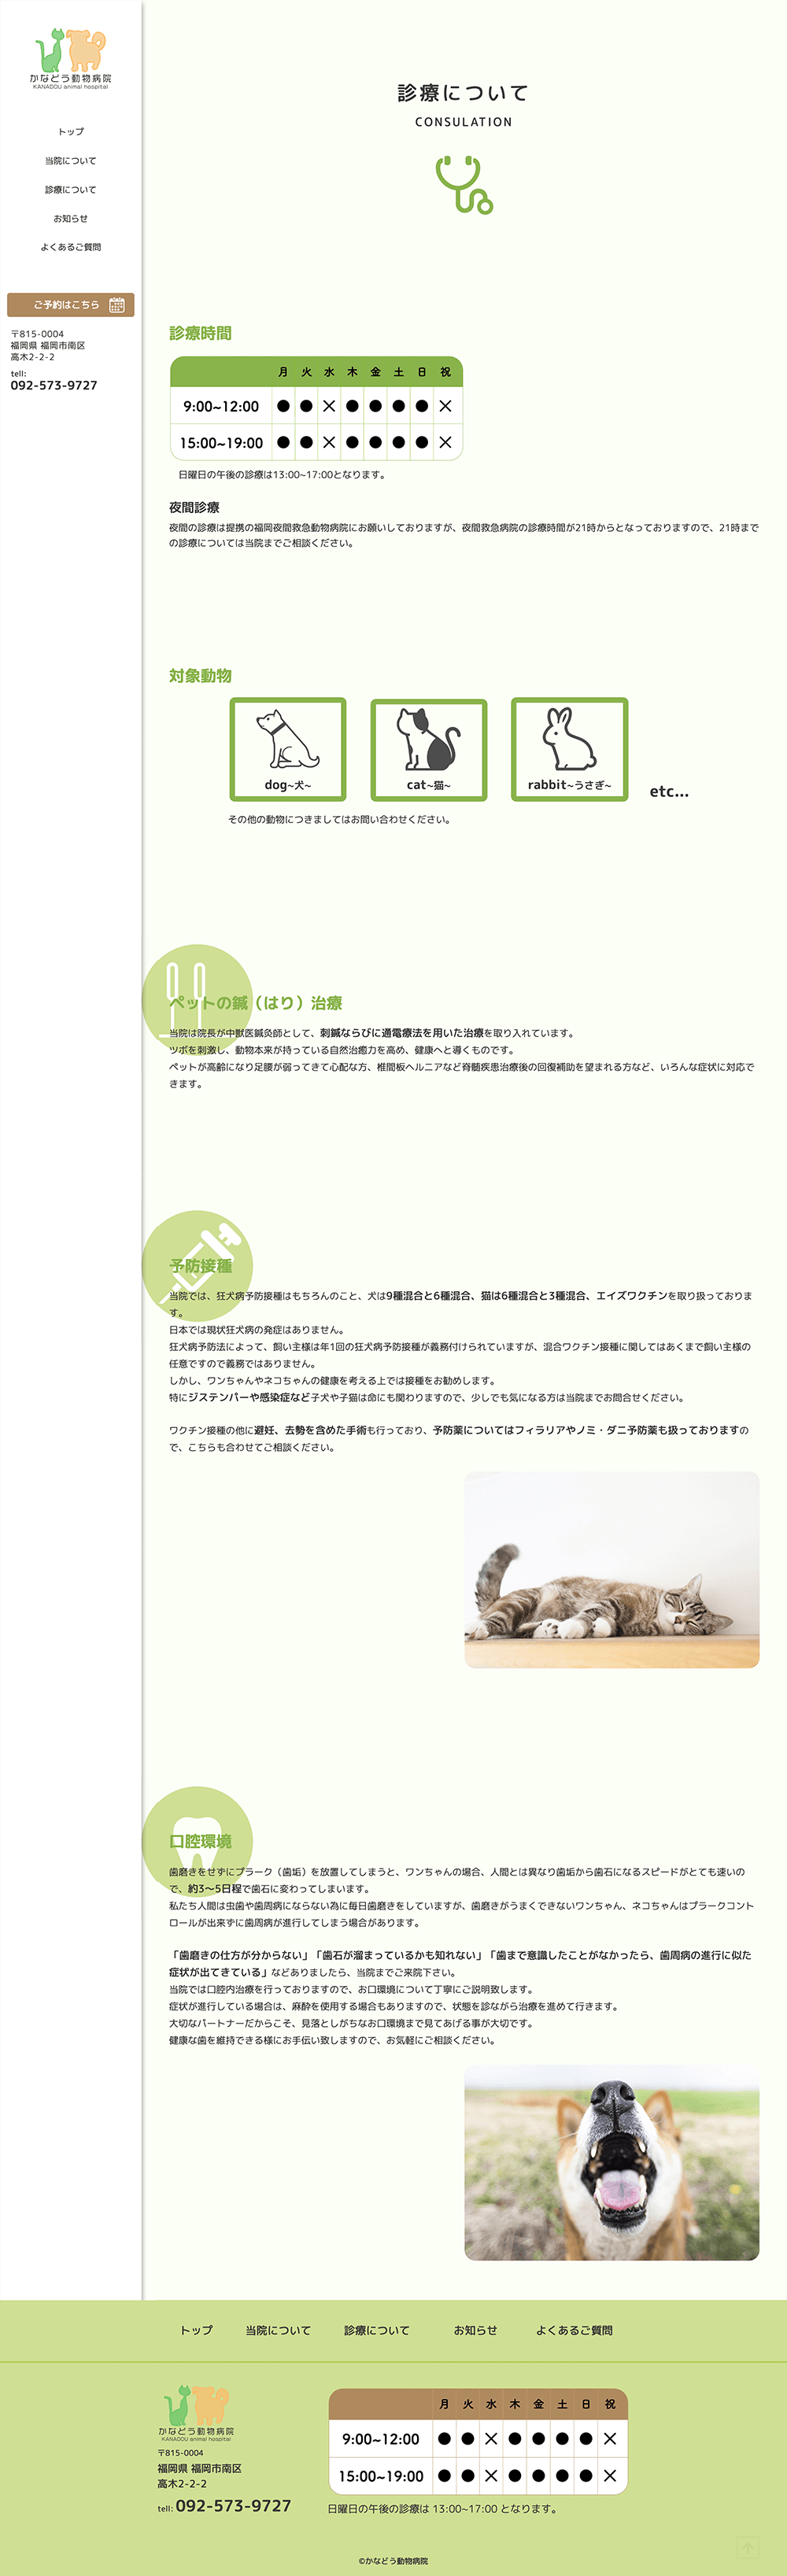 かなどう動物病院
KANADOU animal hospital
トップ
当院について
診療について
お知らせ
よくあるご質問
ご予約はこちら
〒815-0004
福岡県 福岡市南区
高木2-2-2
tell:
092-573-9727
診療について
CONSULATION
診療時間
月 火 水 木 金 土 日 祝
9:00~12:00 ● ● × ● ● ● ● ×
15:00~19:00 ● ● × ● ● ● ● ×
日曜日の午後の診療は13:00~17:00となります。
夜間診療
夜間の診療は提携の福岡夜間救急動物病院にお願いしておりますが、夜間救急病院の診療時間が21時からとなっておりますので、21時まで
の診療については当院までご相談ください。
対象動物
dog~犬~
cat~猫~
rabbit~うさぎ~
etc...
その他の動物につきましてはお問い合わせください。
ペットの鍼（はり）治療
当院は院長が中獣医鍼灸師として、刺鍼ならびに通電療法を用いた治療を取り入れています。
ツボを刺激し、動物本来が持っている自然治癒力を高め、健康へと導くものです。
ペットが高齢になり足腰が弱ってきて心配な方、椎間板ヘルニアなど脊髄疾患治療後の回復補助を望まれる方など、いろんな症状に対応で
きます。
予防接種
当院では、狂犬病予防接種はもちろんのこと、犬は9種混合と6種混合、猫は6種混合と3種混合、エイズワクチンを取り扱っておりま
す。
日本では現状狂犬病の発症はありません。
狂犬病予防法によって、飼い主様は年1回の狂犬病予防接種が義務付けられていますが、混合ワクチン接種に関してはあくまで飼い主様の
任意ですので義務ではありません。
しかし、ワンちゃんやネコちゃんの健康を考える上では接種をお勧めします。
特にジステンパーや感染症など子犬や子猫は命にも関わりますので、少しでも気になる方は当院までお問合せください。
ワクチン接種の他に避妊、去勢を含めた手術も行っており、予防薬についてはフィラリアやノミ・ダニ予防薬も扱っておりますの
で、こちらも合わせてご相談ください。
口腔環境
歯磨きをせずにプラーク（歯垢）を放置してしまうと、ワンちゃんの場合、人間とは異なり歯垢から歯石になるスピードがとても速いの
で、約3〜5日程で歯石に変わってしまいます。
私たち人間は虫歯や歯周病にならない為に毎日歯磨きをしていますが、歯磨きがうまくできないワンちゃん、ネコちゃんはプラークコント
ロールが出来ずに歯周病が進行してしまう場合があります。
「歯磨きの仕方が分からない」「歯石が溜まっているかも知れない」「歯まで意識したことがなかったら、歯周病の進行に似た
症状が出てきている」などありましたら、当院までご来院下さい。
当院では口腔内治療を行っておりますので、お口環境について丁寧にご説明致します。
症状が進行している場合は、麻酔を使用する場合もありますので、状態を診ながら治療を進めて行きます。
大切なパートナーだからこそ、見落としがちなお口環境まで見てあげる事が大切です。
健康な歯を維持できる様にお手伝い致しますので、お気軽にご相談ください。
トップ 当院について 診療について お知らせ よくあるご質問
かなどう動物病院
KANADOU animal hospital
〒815-0004
福岡県 福岡市南区
高木2-2-2
tell: 092-573-9727
月 火 水 木 金 土 日 祝
9:00~12:00 ● ● × ● ● ● ● ×
15:00~19:00 ● ● × ● ● ● ● ×
日曜日の午後の診療は 13:00~17:00 となります。
©かなどう動物病院